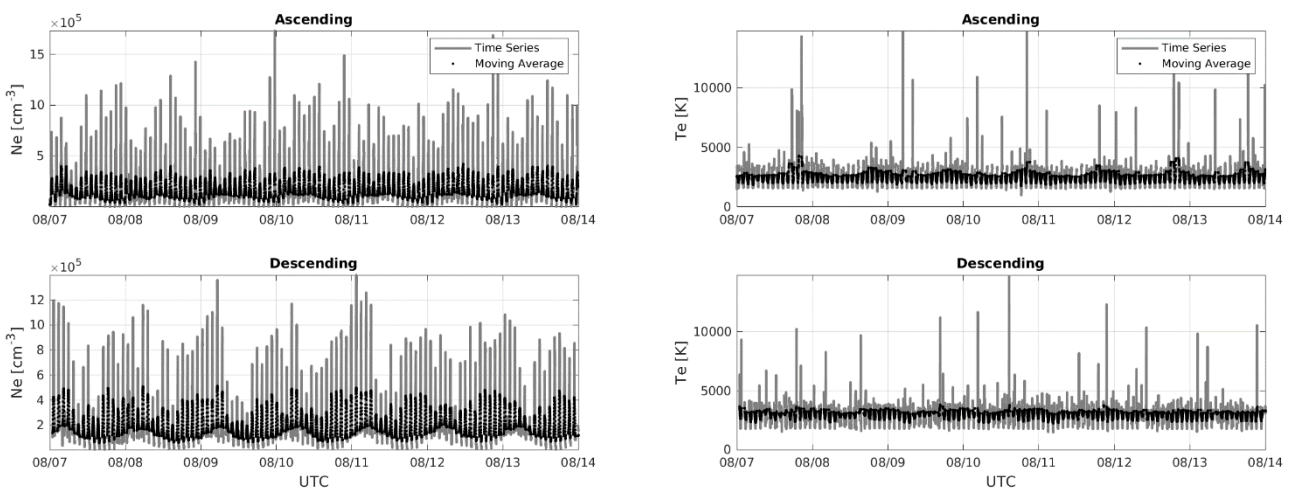 Ascending
×10⁵
Ne [cm⁻³]
15
10
5
Time Series
Moving Average
08/07 08/08 08/09 08/10 08/11 08/12 08/13 08/14
Ascending
Te [K]
10000
5000
0
Time Series
Moving Average
08/07 08/08 08/09 08/10 08/11 08/12 08/13 08/14
Descending
×10⁵
Ne [cm⁻³]
12
10
8
6
4
2
08/07 08/08 08/09 08/10 08/11 08/12 08/13 08/14
UTC
Descending
Te [K]
10000
5000
0
08/07 08/08 08/09 08/10 08/11 08/12 08/13 08/14
UTC